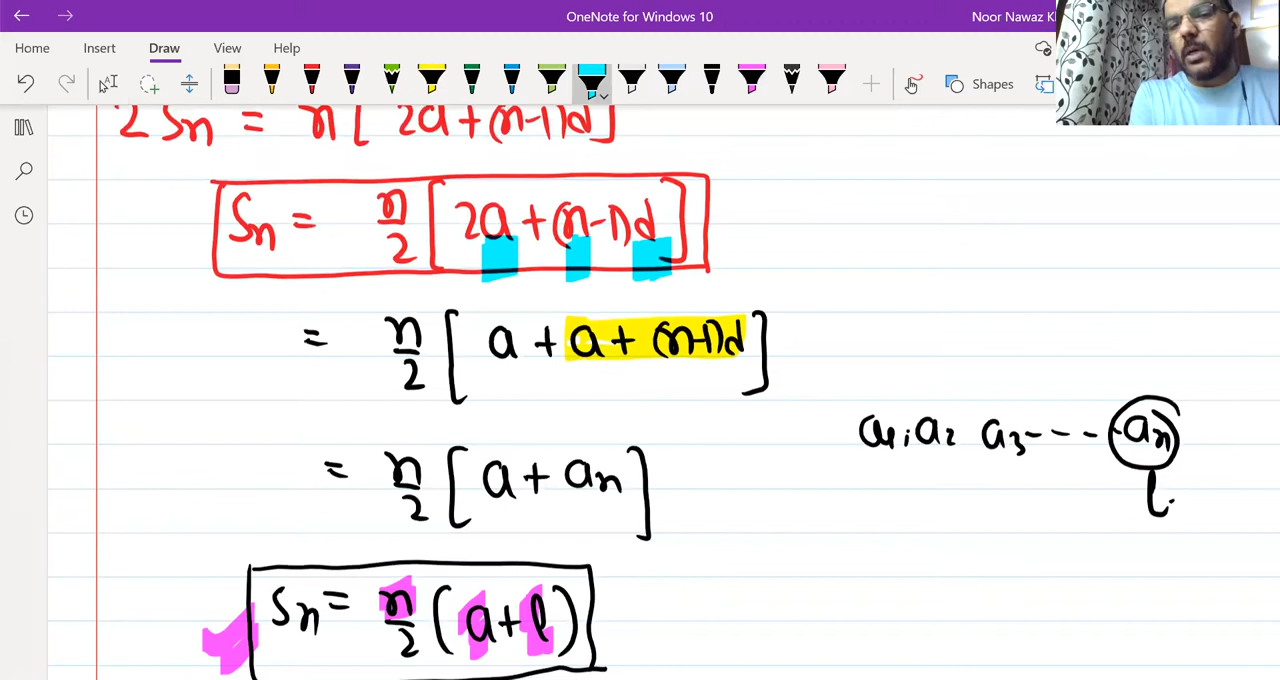 OneNote for Windows 10
Noor Nawaz Kh
Home Insert Draw View Help
Shapes
2Sn = n[2a+(n-1)d]
Sn = n/2 [2a+(n-1)d]
= n/2 [a + a + (n-1)d]
a1, a2 a3 - - - - an
l.
= n/2 [a + an]
Sn = n/2 (a+l)